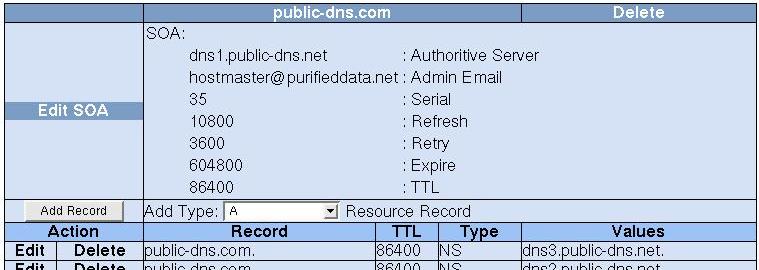 public-dns.com Delete
SOA:
dns1.public-dns.net : Authoritive Server
hostmaster@purifieddata.net : Admin Email
35 : Serial
Edit SOA
10800 : Refresh
3600 : Retry
604800 : Expire
86400 : TTL
Add Record Add Type: A Resource Record
Action Record TTL Type Values
Edit Delete public-dns.com. 86400 NS dns3.public-dns.net.
Edit Delete public-dns.com. 86400 NS dns2.public-dns.net.